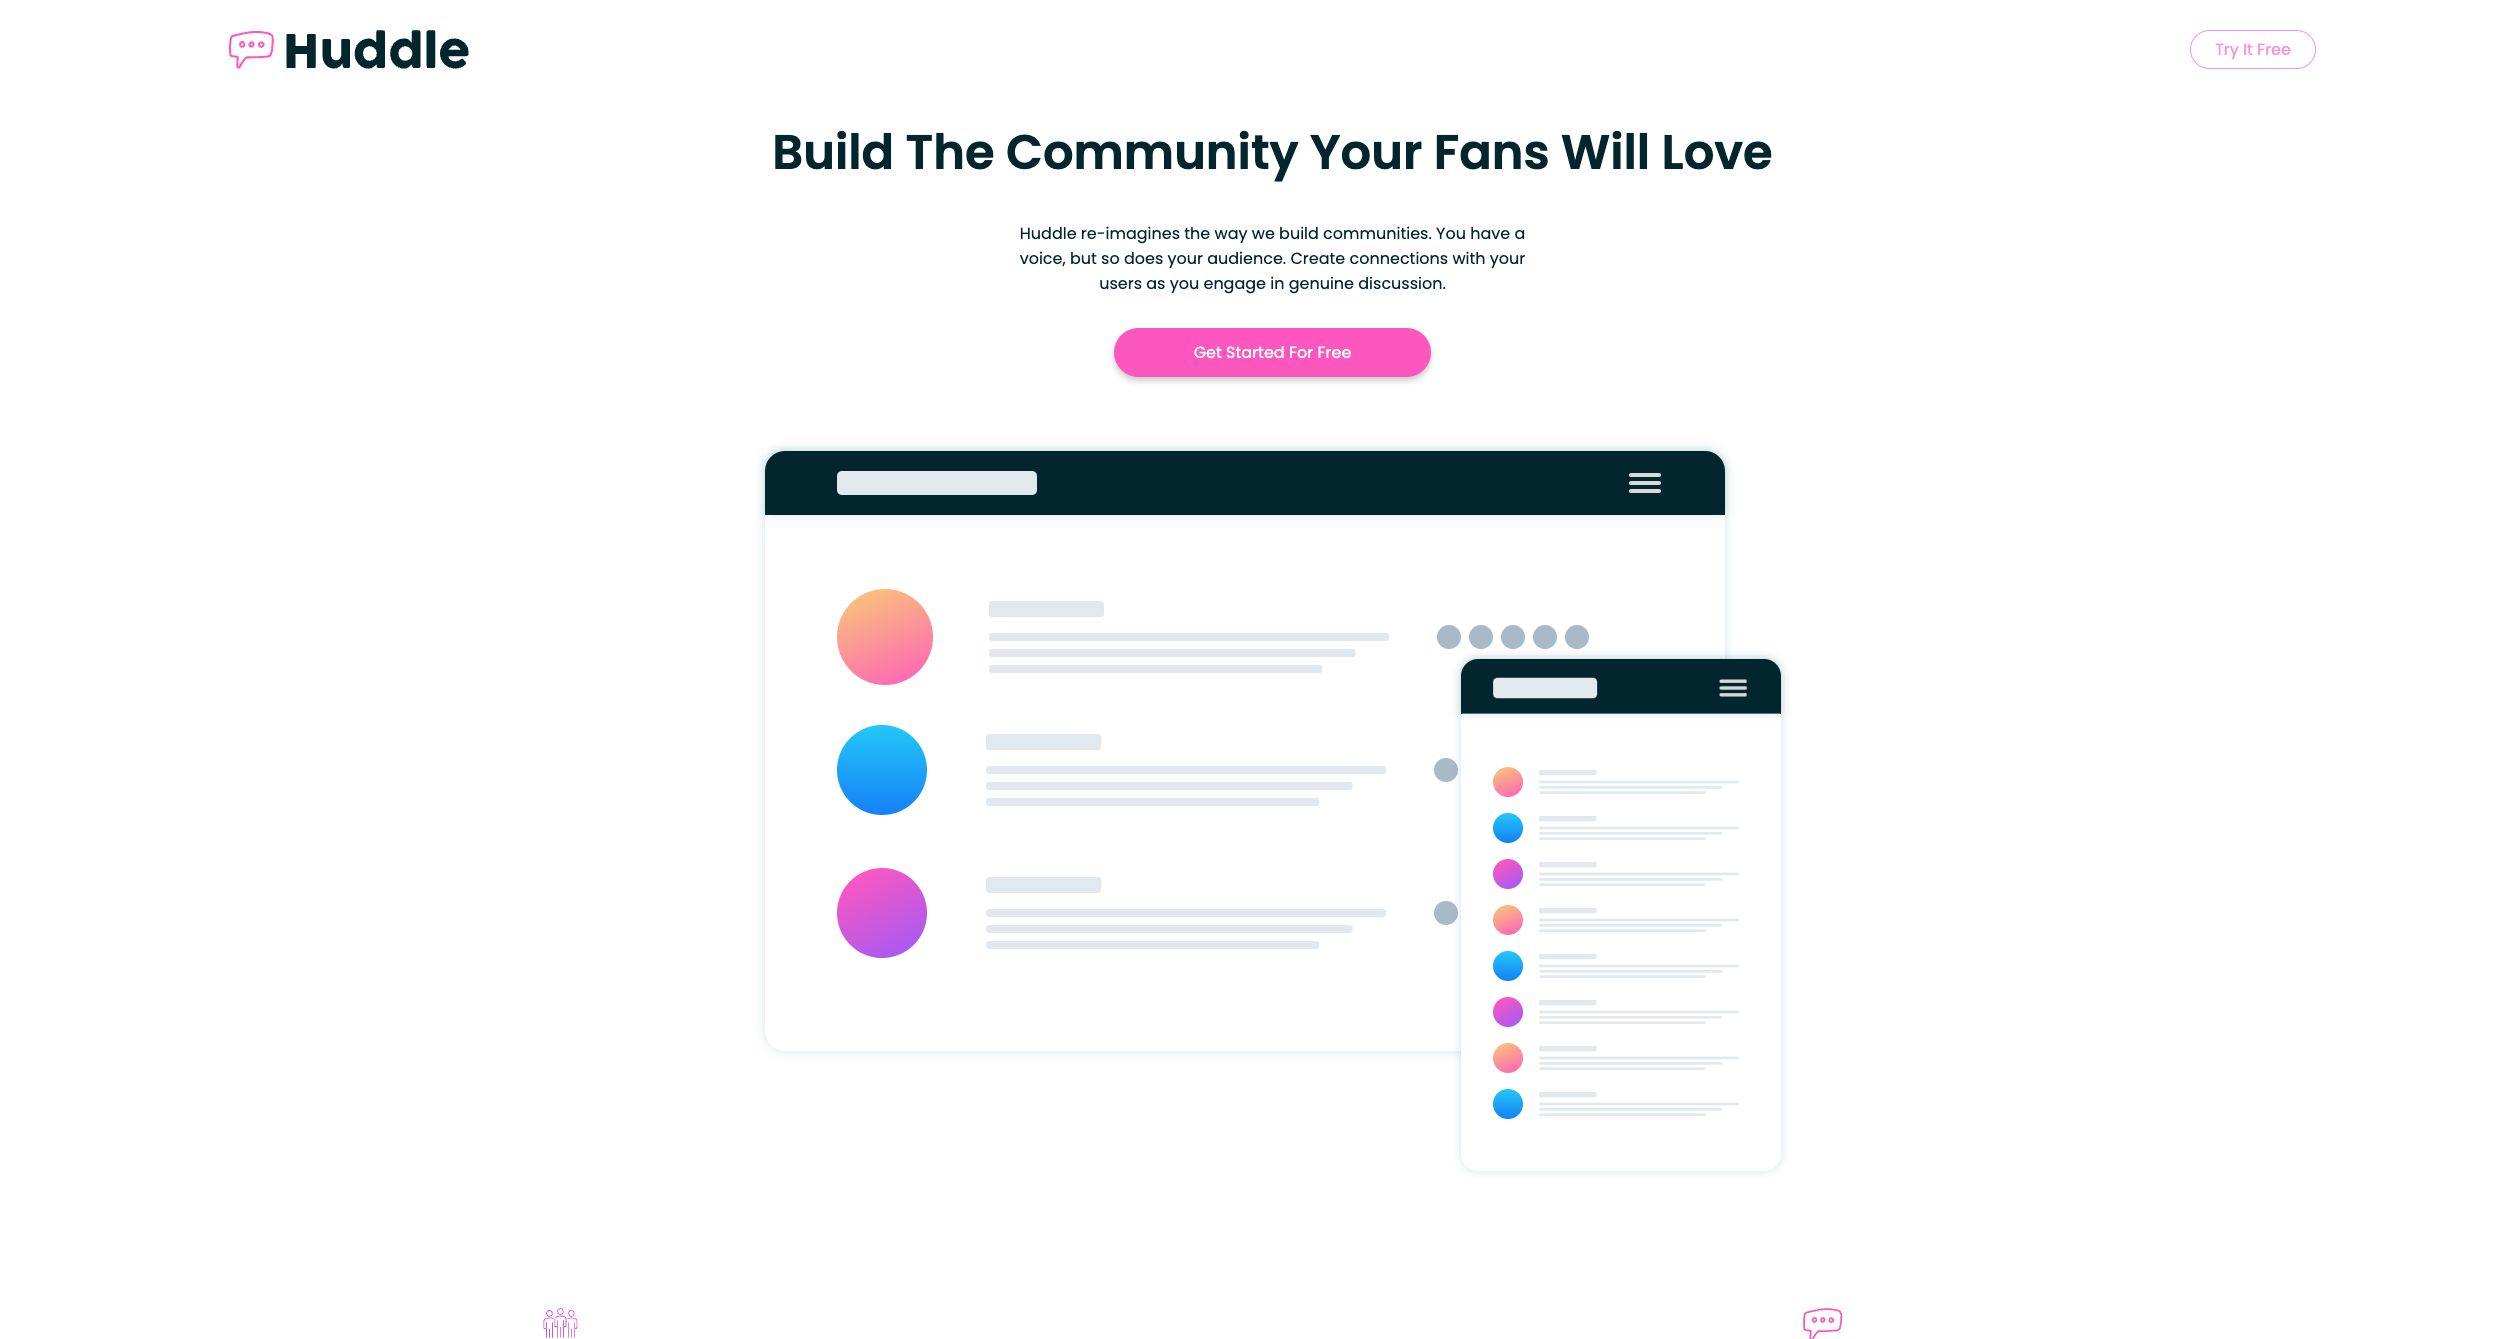 Huddle
Try It Free
Build The Community Your Fans Will Love
Huddle re-imagines the way we build communities. You have a
voice, but so does your audience. Create connections with your
users as you engage in genuine discussion.
Get Started For Free